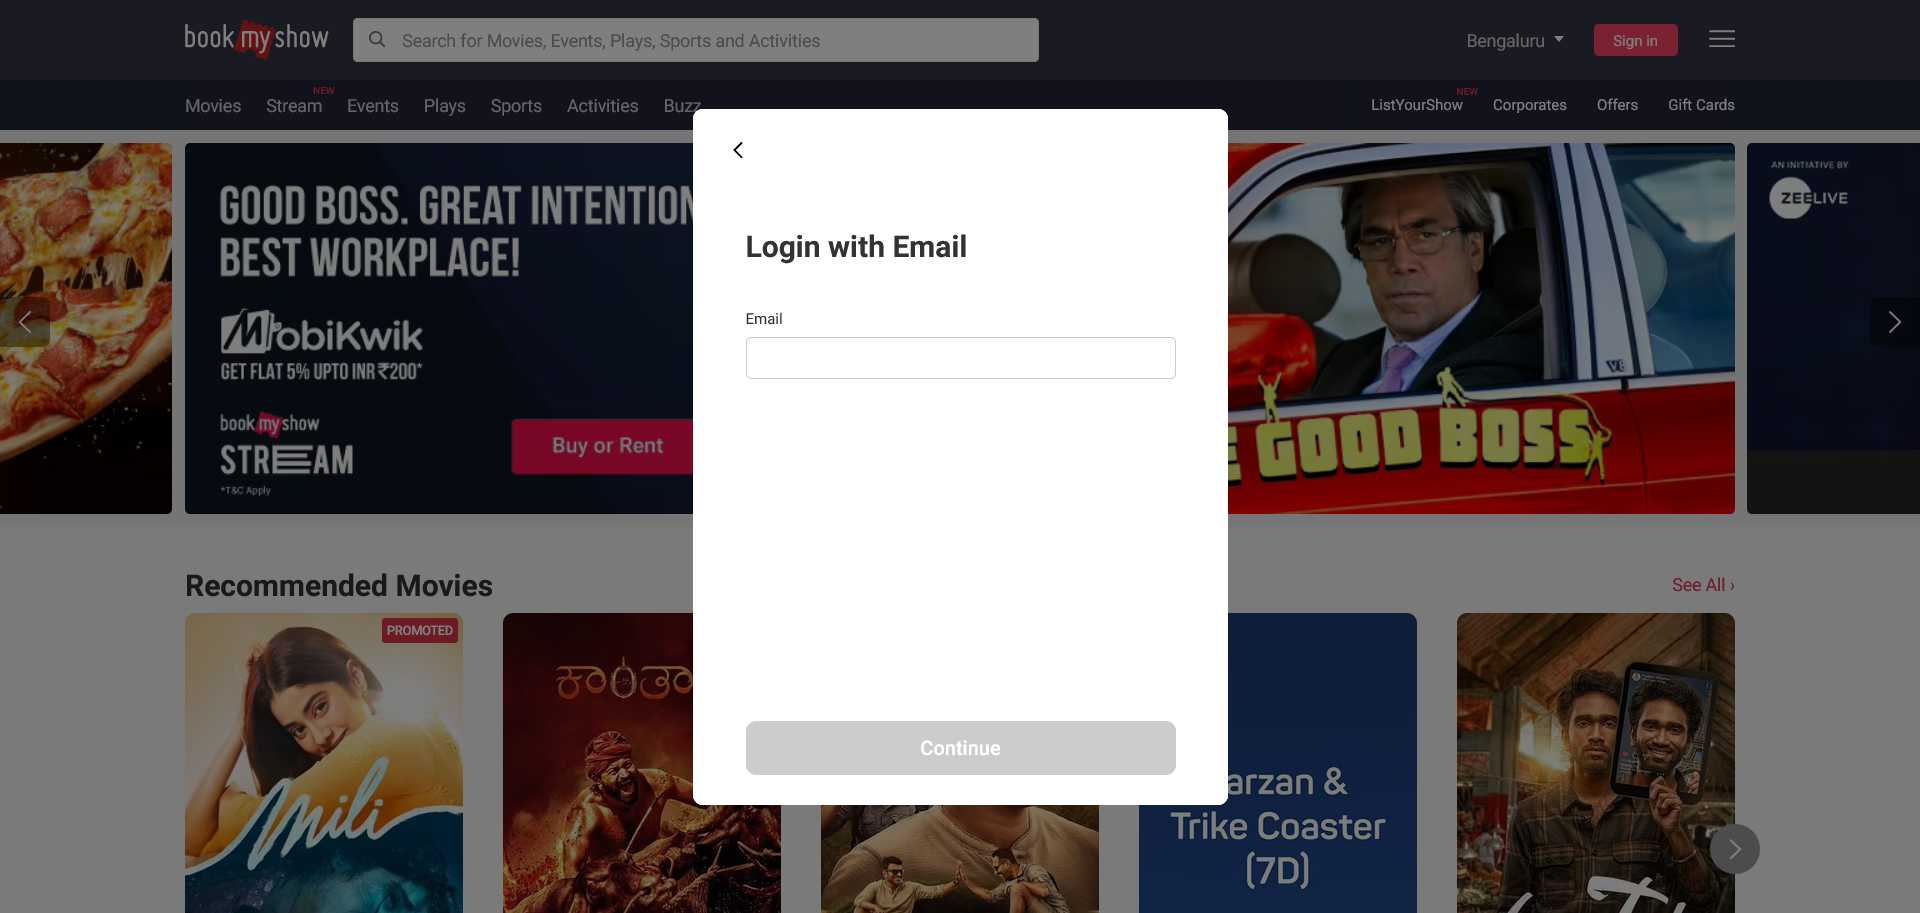 book my show
Search for Movies, Events, Plays, Sports and Activities
Bengaluru
Sign in
Movies
Stream
NEW
Events
Plays
Sports
Activities
Buzz
ListYourShow
NEW
Corporates
Offers
Gift Cards
GOOD BOSS. GREAT INTENTION
BEST WORKPLACE!
MobiKwik
GET FLAT 5% UPTO INR ₹200*
book my show
STREAM
*T&C Apply
Buy or Rent
V8
E GOOD BOSS
AN INITIATIVE BY
ZEELIVE
Login with Email
Email
Continue
Recommended Movies
See All ›
PROMOTED
Mili
ಕಾಂತಾ
arzan &
Trike Coaster
(7D)